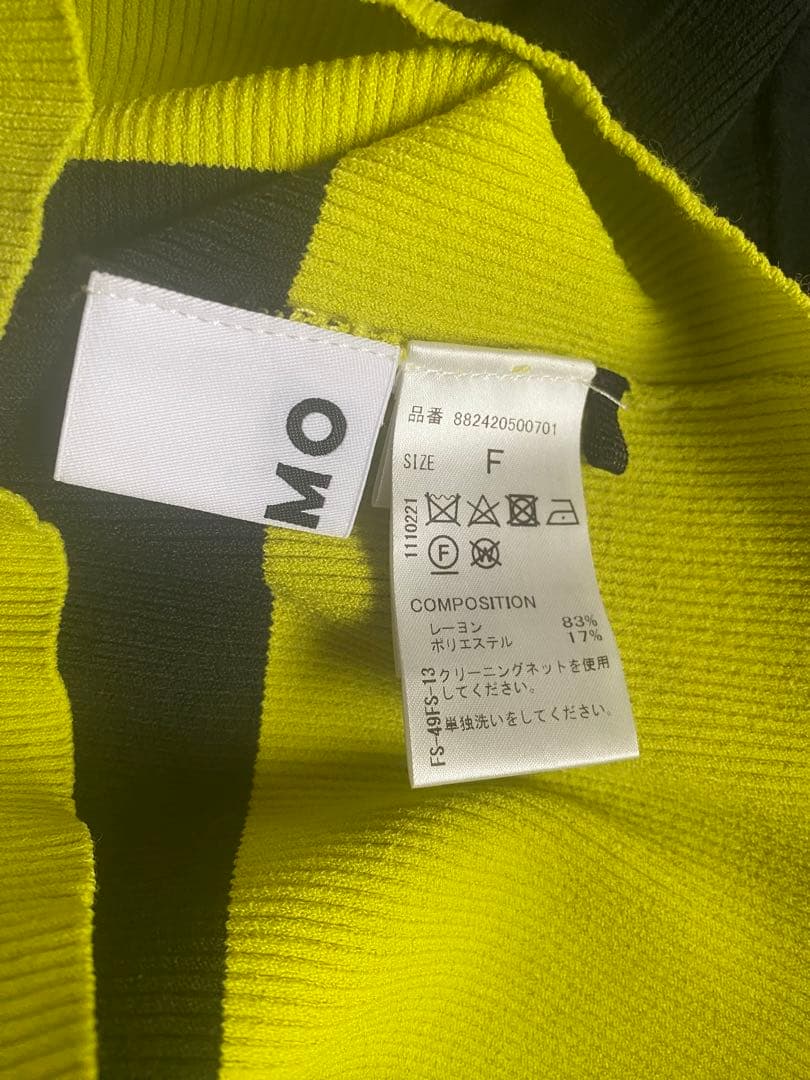 MO
品番 882420500701
SIZE F
1110221
F
W
COMPOSITION
レーヨン 83%
ポリエステル 17%
FS-49FS-13
クリーニングネットを使用
してください。
単独洗いをしてください。